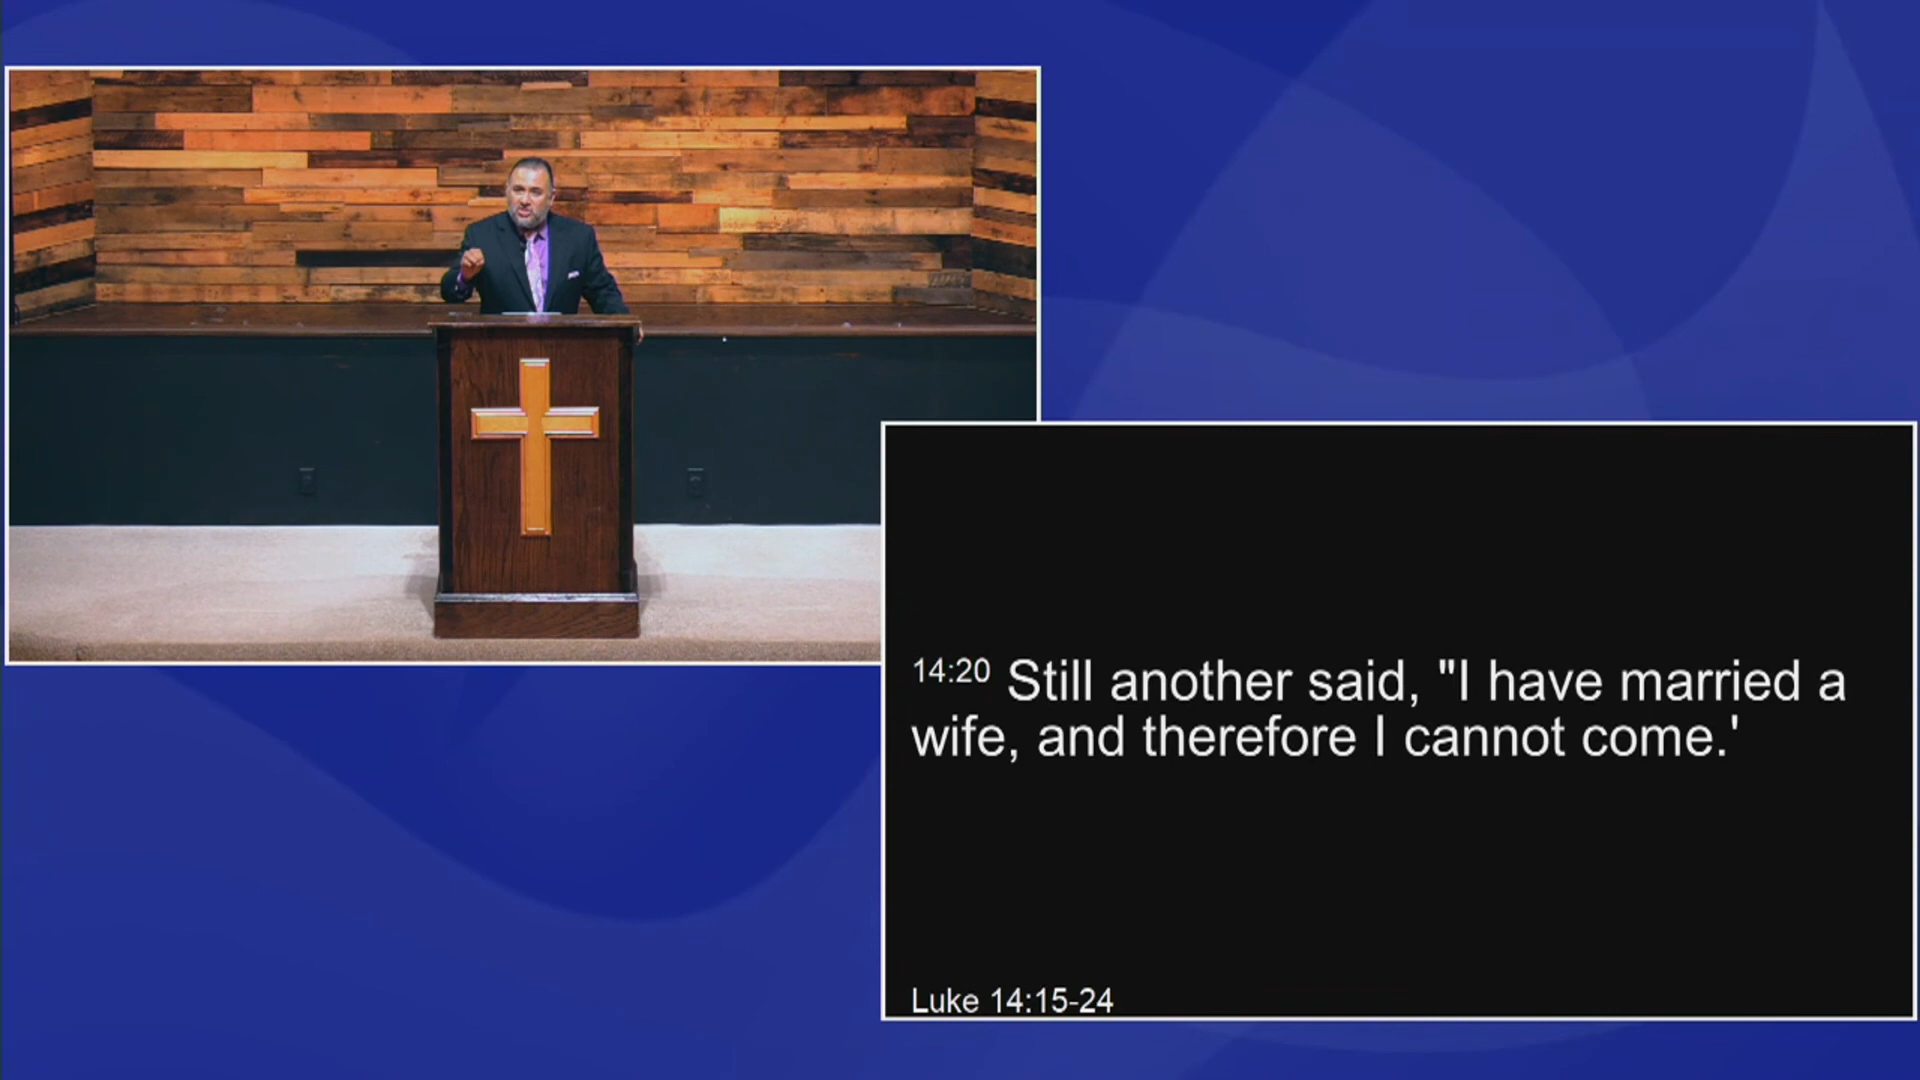 14:20 Still another said, "I have married a
wife, and therefore I cannot come.'
Luke 14:15-24